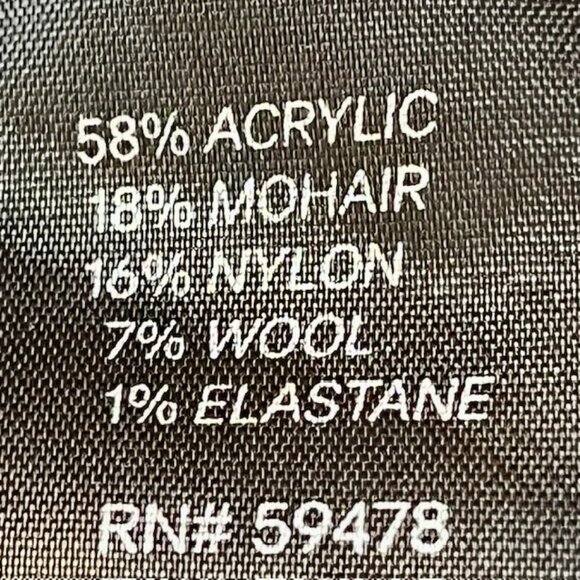 58% ACRYLIC
18% MOHAIR
16% NYLON
7% WOOL
1% ELASTANE
RN# 59478